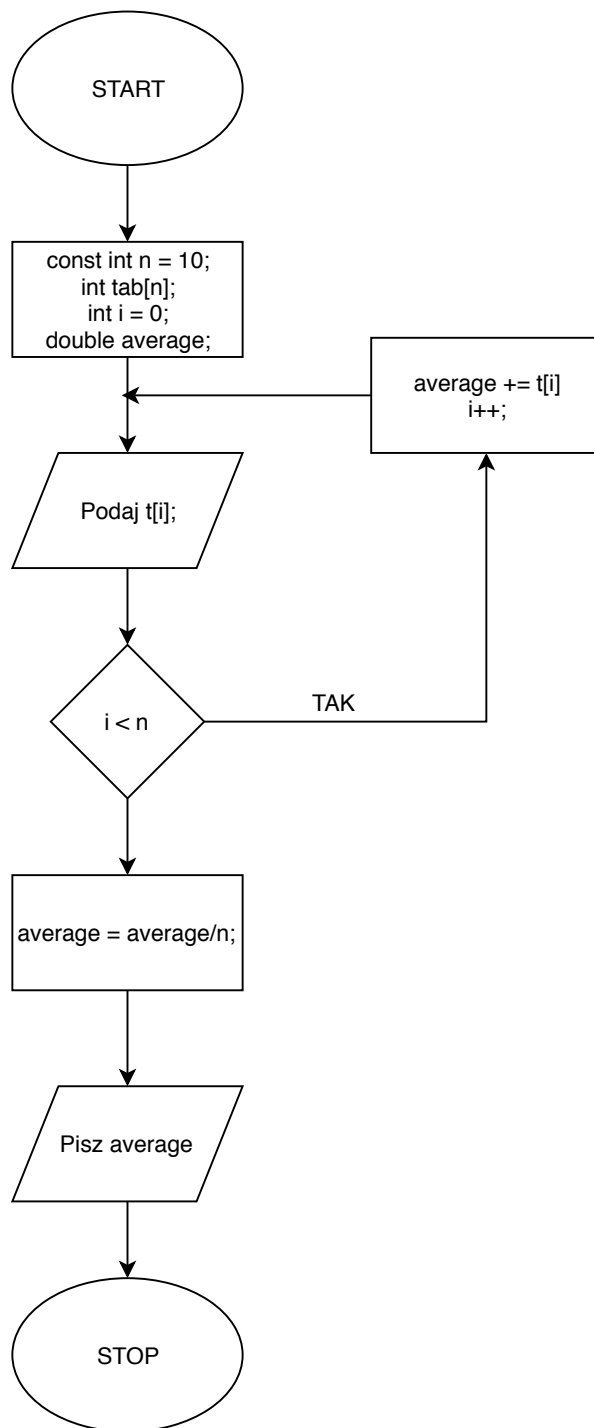 START
const int n = 10;
int tab[n];
int i = 0;
double average;
average += t[i]
i++;
Podaj t[i];
i < n
TAK
average = average/n;
Pisz average
STOP